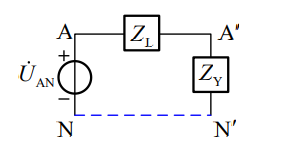 A Z_L A″
+
U̇_AN Z_Y
−
N N′